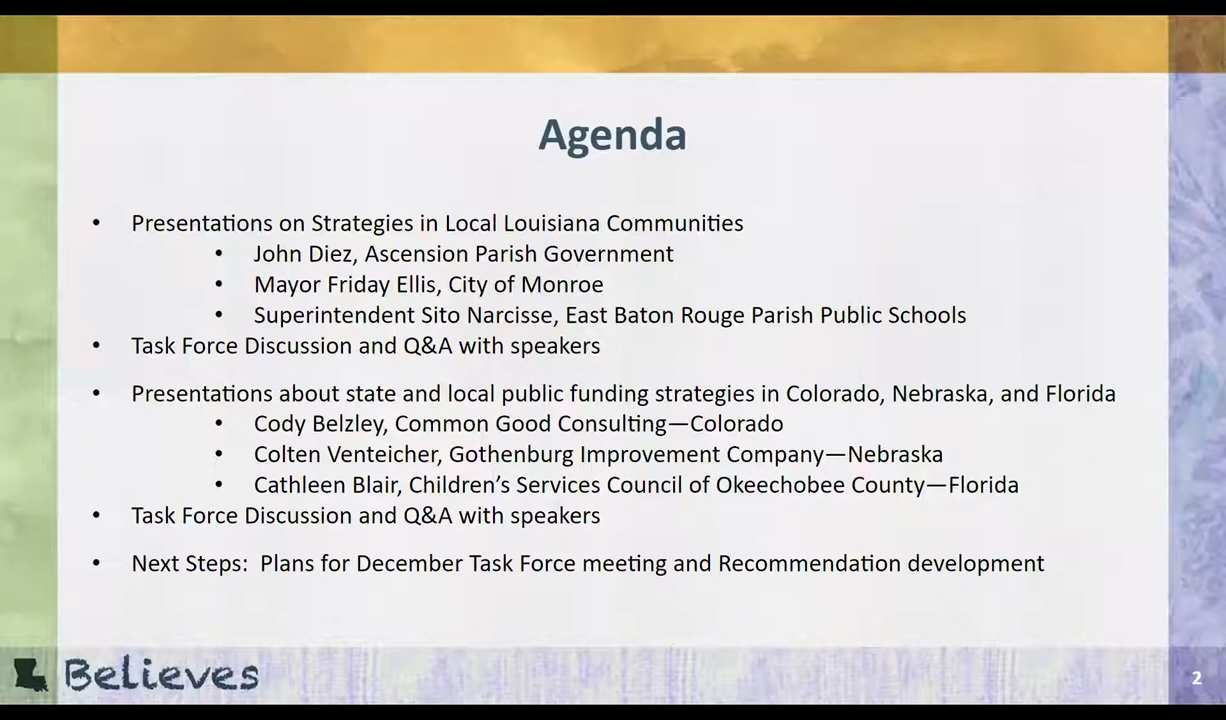 Agenda
• Presentations on Strategies in Local Louisiana Communities
• John Diez, Ascension Parish Government
• Mayor Friday Ellis, City of Monroe
• Superintendent Sito Narcisse, East Baton Rouge Parish Public Schools
• Task Force Discussion and Q&A with speakers
• Presentations about state and local public funding strategies in Colorado, Nebraska, and Florida
• Cody Belzley, Common Good Consulting—Colorado
• Colten Venteicher, Gothenburg Improvement Company—Nebraska
• Cathleen Blair, Children’s Services Council of Okeechobee County—Florida
• Task Force Discussion and Q&A with speakers
• Next Steps:  Plans for December Task Force meeting and Recommendation development
Believes
2